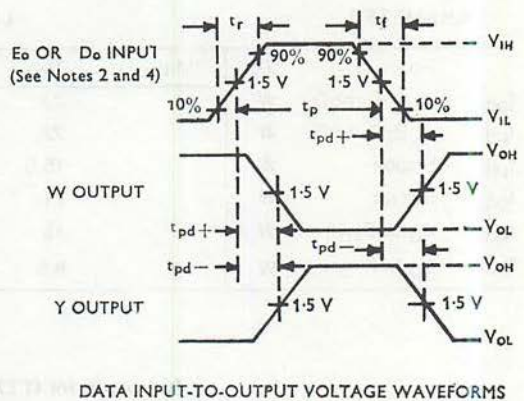 tr
tf
VIH
E₀ OR D₀ INPUT
(See Notes 2 and 4)
90%
90%
1·5 V
1·5 V
10%
tp
10%
VIL
tpd+
VOH
W OUTPUT
1·5 V
1·5 V
tpd+
VOL
tpd−
tpd−
VOH
Y OUTPUT
1·5 V
1·5 V
VOL
DATA INPUT-TO-OUTPUT VOLTAGE WAVEFORMS